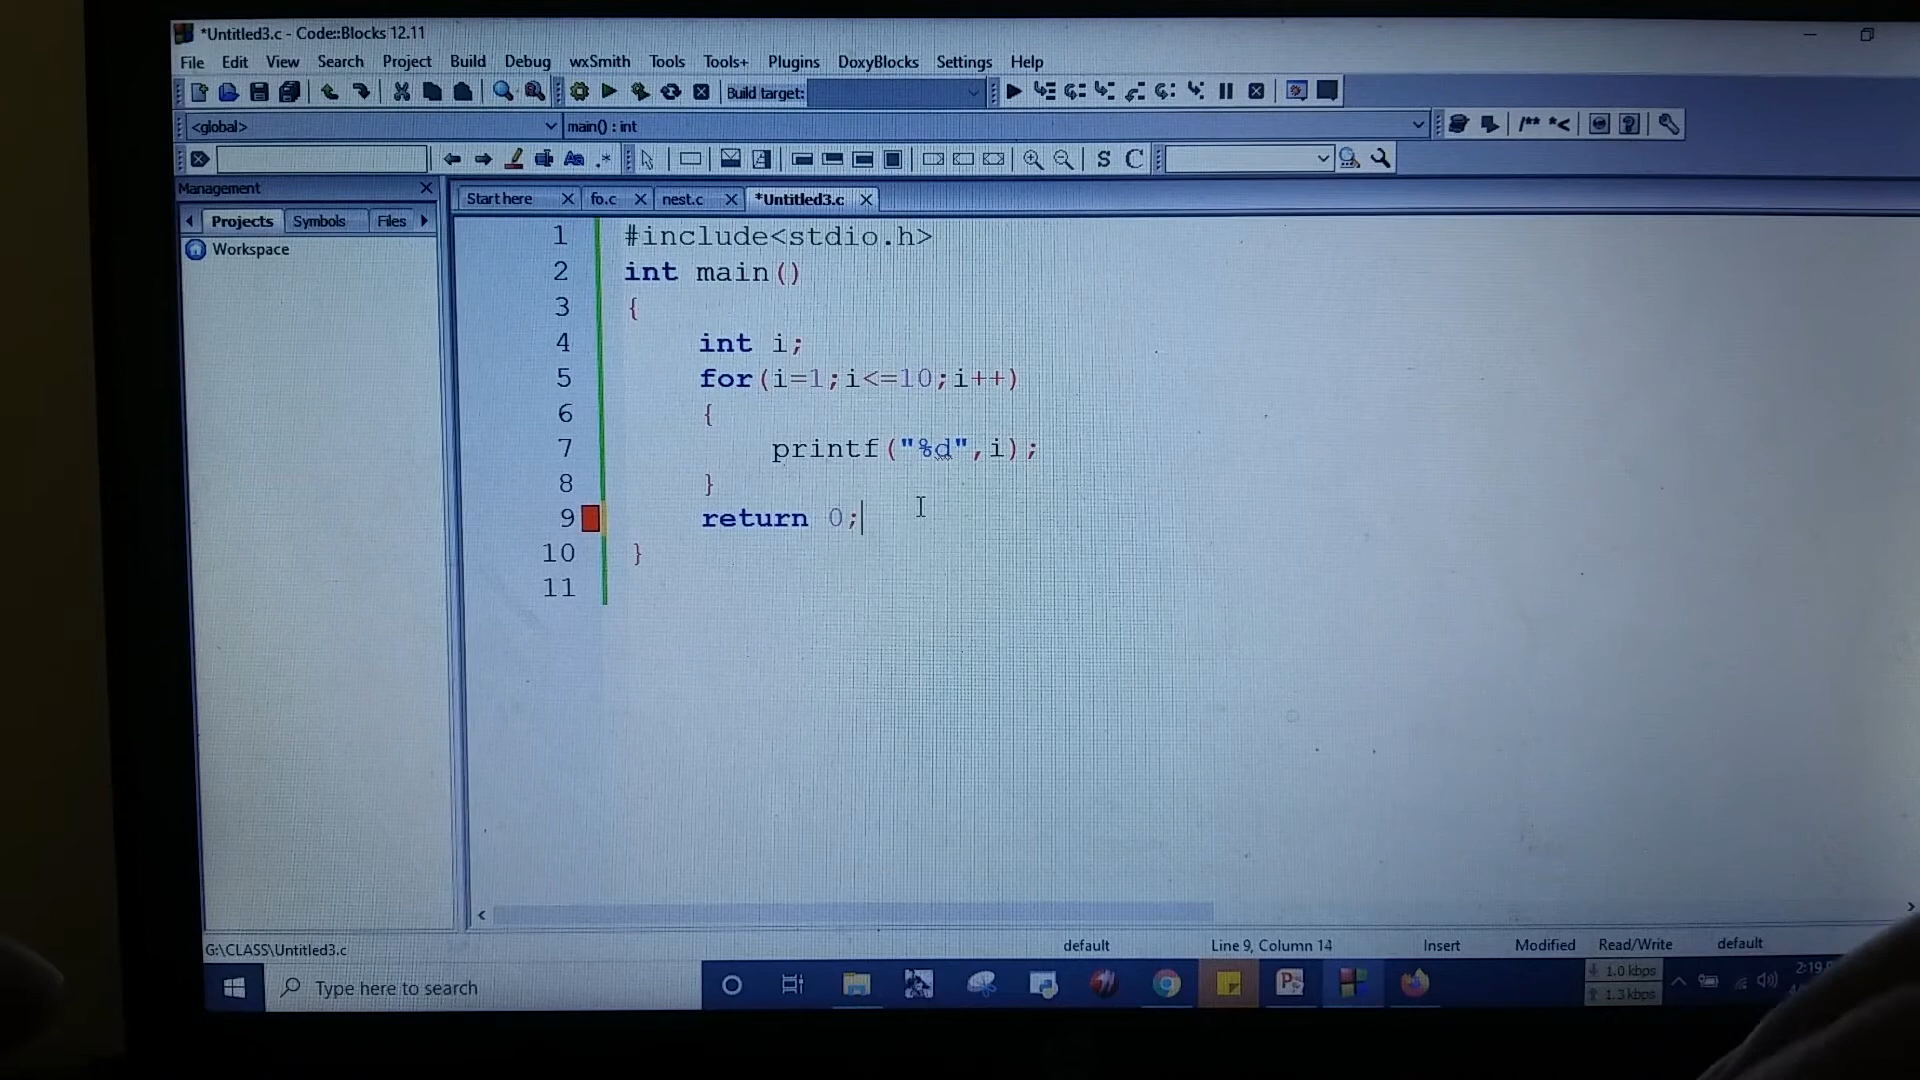 *Untitled3.c - Code::Blocks 12.11
File Edit View Search Project Build Debug wxSmith Tools Tools+ Plugins DoxyBlocks Settings Help
Build target:
<global> main() : int /** *<
Aa .* S C
Management
Start here fo.c nest.c *Untitled3.c
Projects Symbols Files
Workspace
1 #include<stdio.h>
2 int main()
3 {
4 int i;
5 for(i=1;i<=10;i++)
6 {
7 printf("%d",i);
8 }
9 return 0;
10 }
11
G:\CLASS\Untitled3.c default Line 9, Column 14 Insert Modified Read/Write default
Type here to search
1.0 kbps
1.3 kbps
2:19